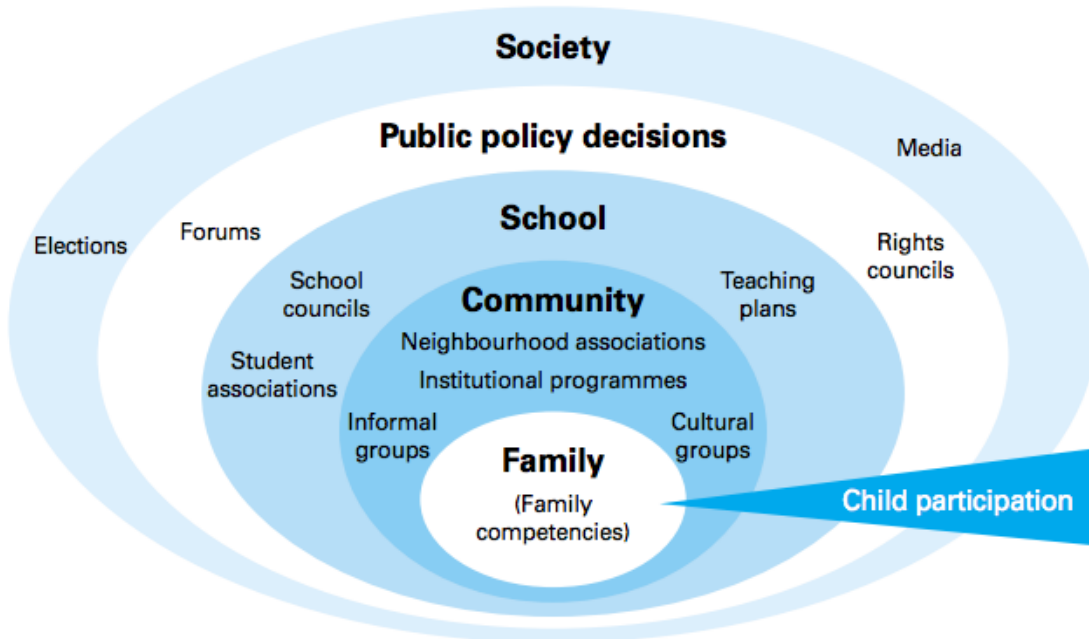 Society
Public policy decisions
Media
School
Elections
Forums
Rights
councils
School
councils
Teaching
plans
Community
Neighbourhood associations
Student
associations
Institutional programmes
Informal
groups
Cultural
groups
Family
(Family
competencies)
Child participation